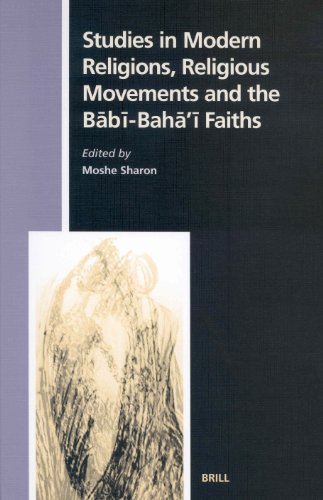 Studies in Modern
Religions, Religious
Movements and the
Bābī-Bahā'ī Faiths
Edited by
Moshe Sharon
BRILL